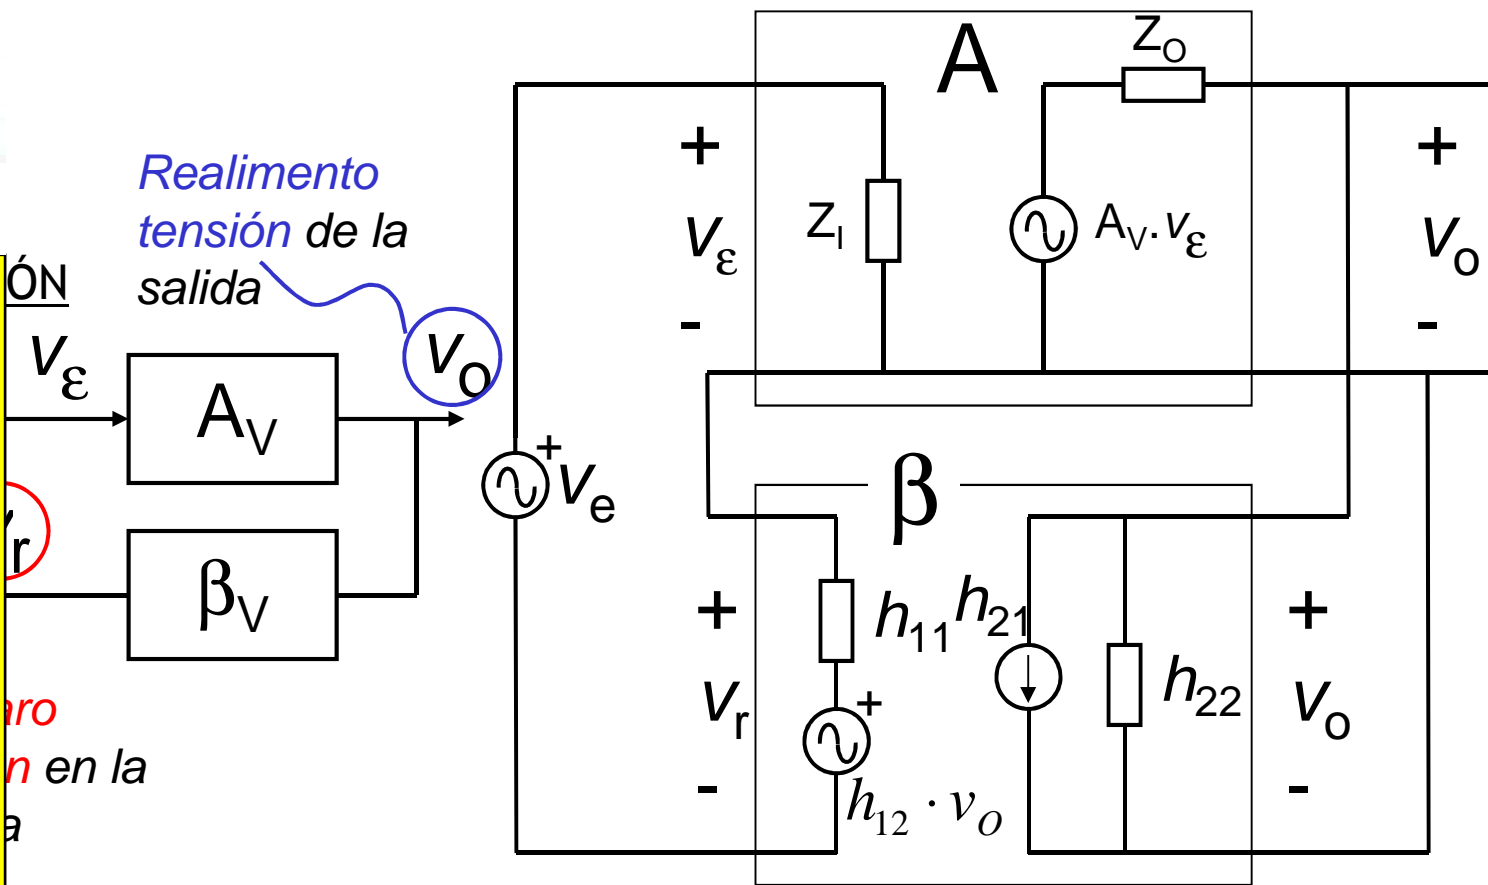 Realimento
tensión de la
salida
ÓN
vε
AV
vo
βV
r
aro
n en la
a
A
ZO
+
vε
-
ZI
AV.vε
+
vo
-
+
ve
β
+
vr
-
h11
h21
+
h12 · vO
h22
+
vo
-